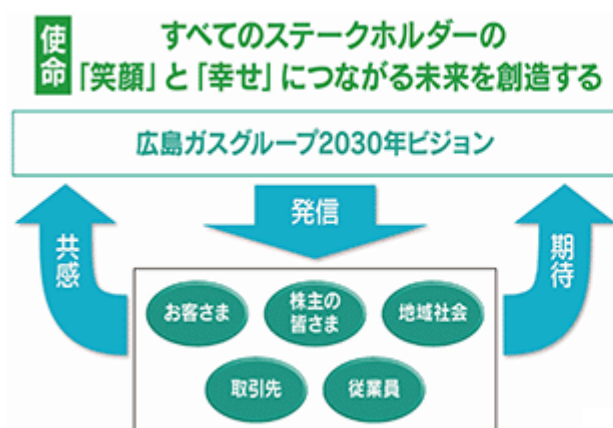 使命
すべてのステークホルダーの
「笑顔」と「幸せ」につながる未来を創造する
広島ガスグループ2030年ビジョン
共感
発信
期待
お客さま
株主の
皆さま
地域社会
取引先
従業員